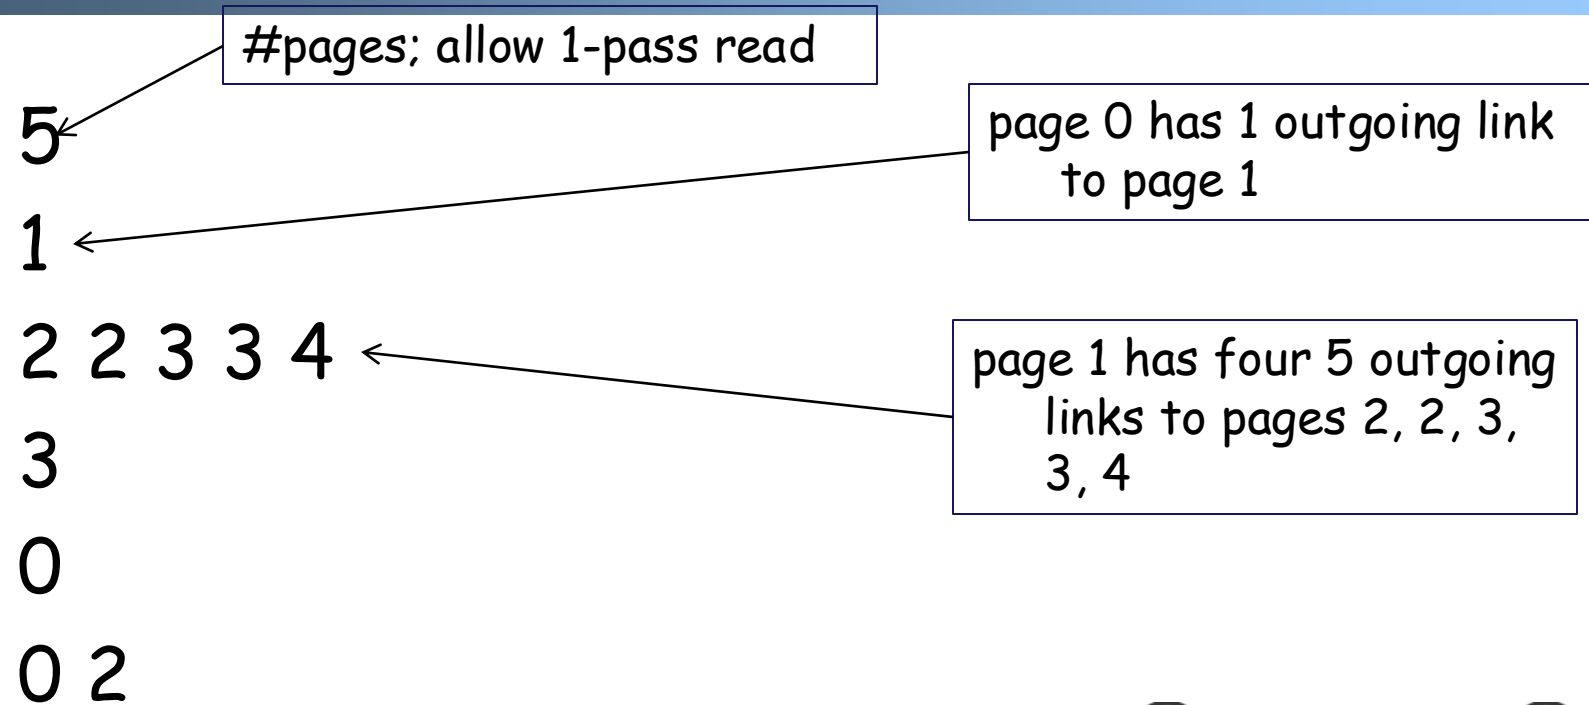 #pages; allow 1-pass read
5
page 0 has 1 outgoing link
to page 1
1
2 2 3 3 4
page 1 has four 5 outgoing
links to pages 2, 2, 3,
3, 4
3
0
0 2